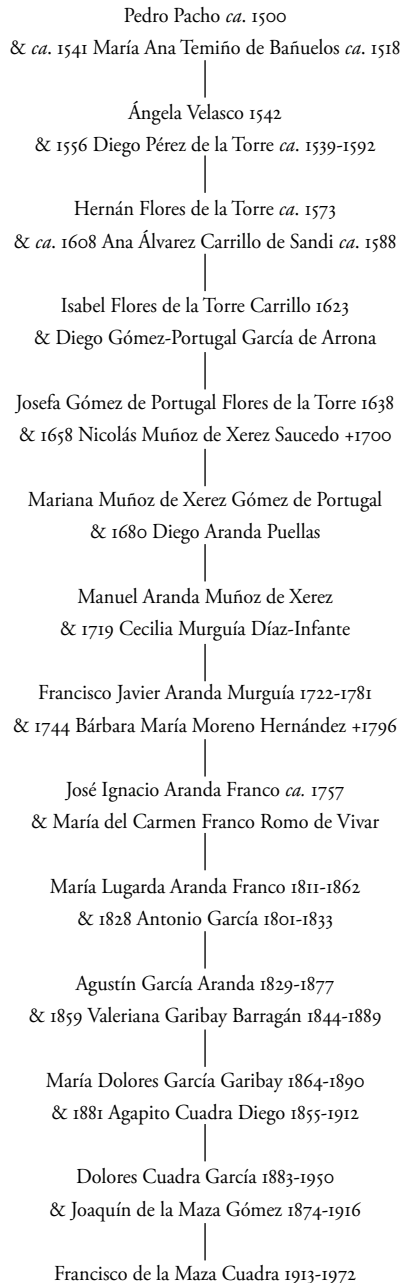 Pedro Pacho ca. 1500
& ca. 1541 María Ana Temiño de Bañuelos ca. 1518
Ángela Velasco 1542
& 1556 Diego Pérez de la Torre ca. 1539-1592
Hernán Flores de la Torre ca. 1573
& ca. 1608 Ana Álvarez Carrillo de Sandi ca. 1588
Isabel Flores de la Torre Carrillo 1623
& Diego Gómez-Portugal García de Arrona
Josefa Gómez de Portugal Flores de la Torre 1638
& 1658 Nicolás Muñoz de Xerez Saucedo +1700
Mariana Muñoz de Xerez Gómez de Portugal
& 1680 Diego Aranda Puellas
Manuel Aranda Muñoz de Xerez
& 1719 Cecilia Murguía Díaz-Infante
Francisco Javier Aranda Murguía 1722-1781
& 1744 Bárbara María Moreno Hernández +1796
José Ignacio Aranda Franco ca. 1757
& María del Carmen Franco Romo de Vivar
María Lugarda Aranda Franco 1811-1862
& 1828 Antonio García 1801-1833
Agustín García Aranda 1829-1877
& 1859 Valeriana Garibay Barragán 1844-1889
María Dolores García Garibay 1864-1890
& 1881 Agapito Cuadra Diego 1855-1912
Dolores Cuadra García 1883-1950
& Joaquín de la Maza Gómez 1874-1916
Francisco de la Maza Cuadra 1913-1972